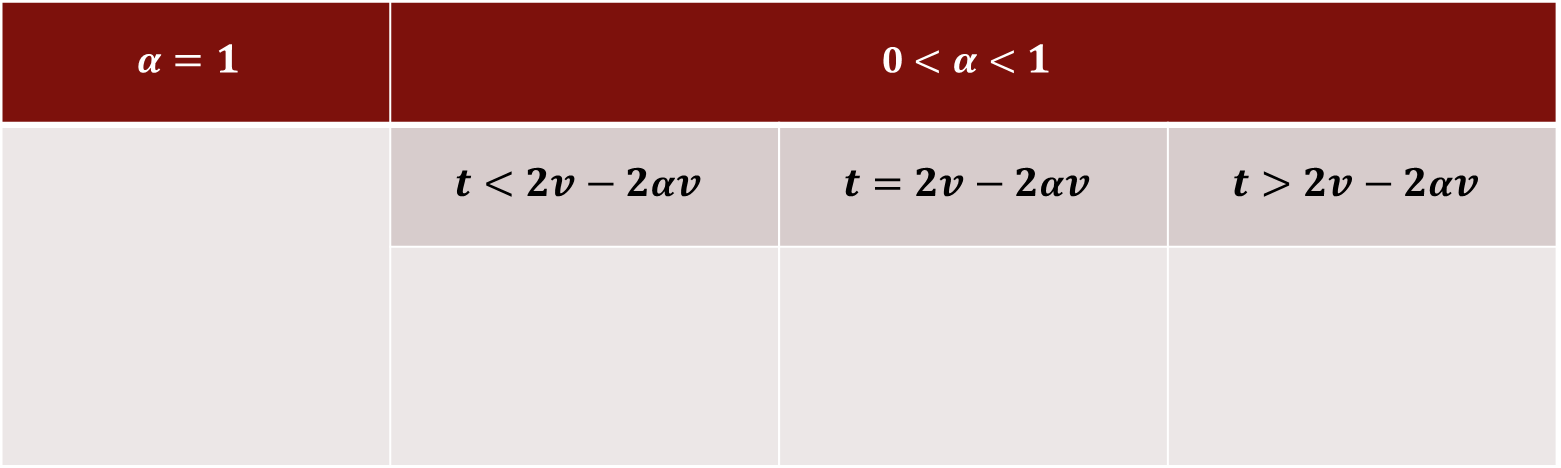 α = 1
0 < α < 1
t < 2v − 2αv
t = 2v − 2αv
t > 2v − 2αv